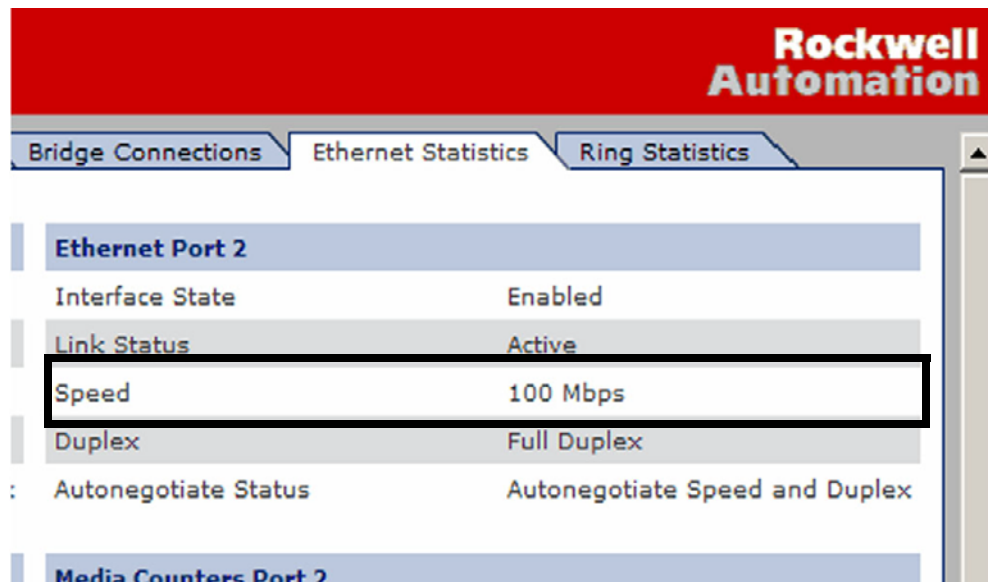 Rockwell
Automation
Bridge Connections Ethernet Statistics Ring Statistics
Ethernet Port 2
Interface State Enabled
Link Status Active
Speed 100 Mbps
Duplex Full Duplex
Autonegotiate Status Autonegotiate Speed and Duplex
Media Counters Port 2